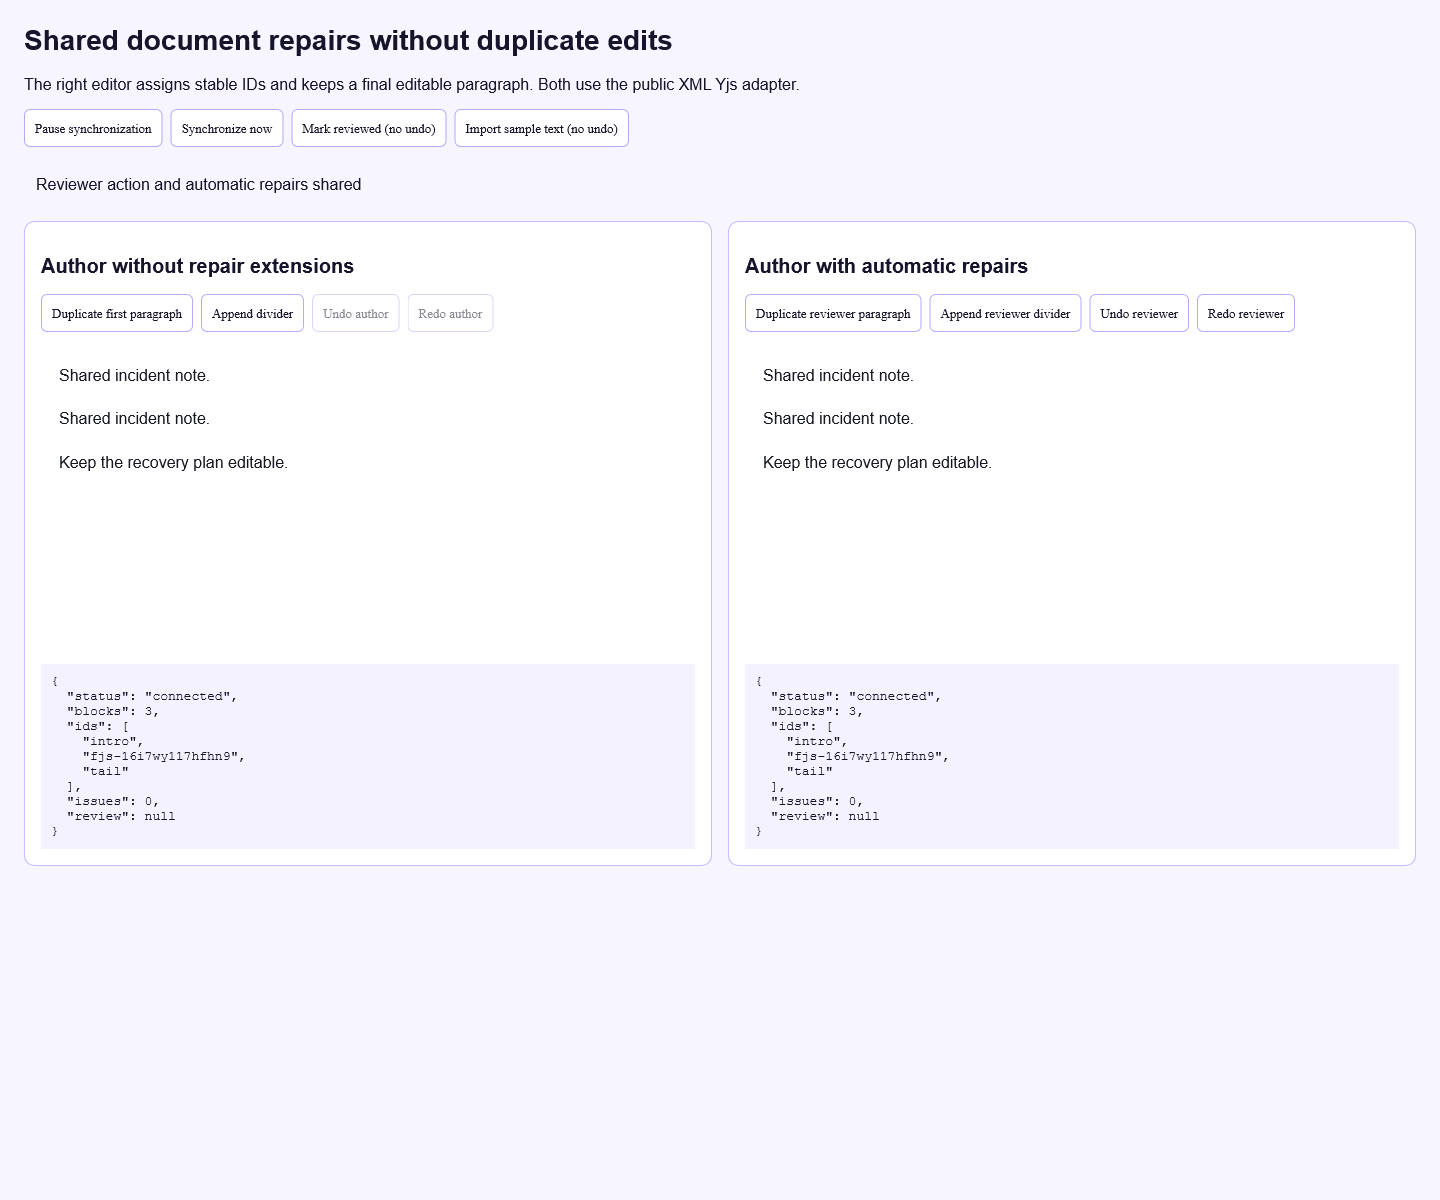 Shared document repairs without duplicate edits
The right editor assigns stable IDs and keeps a final editable paragraph. Both use the public XML Yjs adapter.
Pause synchronization
Synchronize now
Mark reviewed (no undo)
Import sample text (no undo)
Reviewer action and automatic repairs shared
Author without repair extensions
Duplicate first paragraph
Append divider
Undo author
Redo author
Shared incident note.
Shared incident note.
Keep the recovery plan editable.
{
  "status": "connected",
  "blocks": 3,
  "ids": [
    "intro",
    "fjs-16i7wy117hfhn9",
    "tail"
  ],
  "issues": 0,
  "review": null
}
Author with automatic repairs
Duplicate reviewer paragraph
Append reviewer divider
Undo reviewer
Redo reviewer
Shared incident note.
Shared incident note.
Keep the recovery plan editable.
{
  "status": "connected",
  "blocks": 3,
  "ids": [
    "intro",
    "fjs-16i7wy117hfhn9",
    "tail"
  ],
  "issues": 0,
  "review": null
}